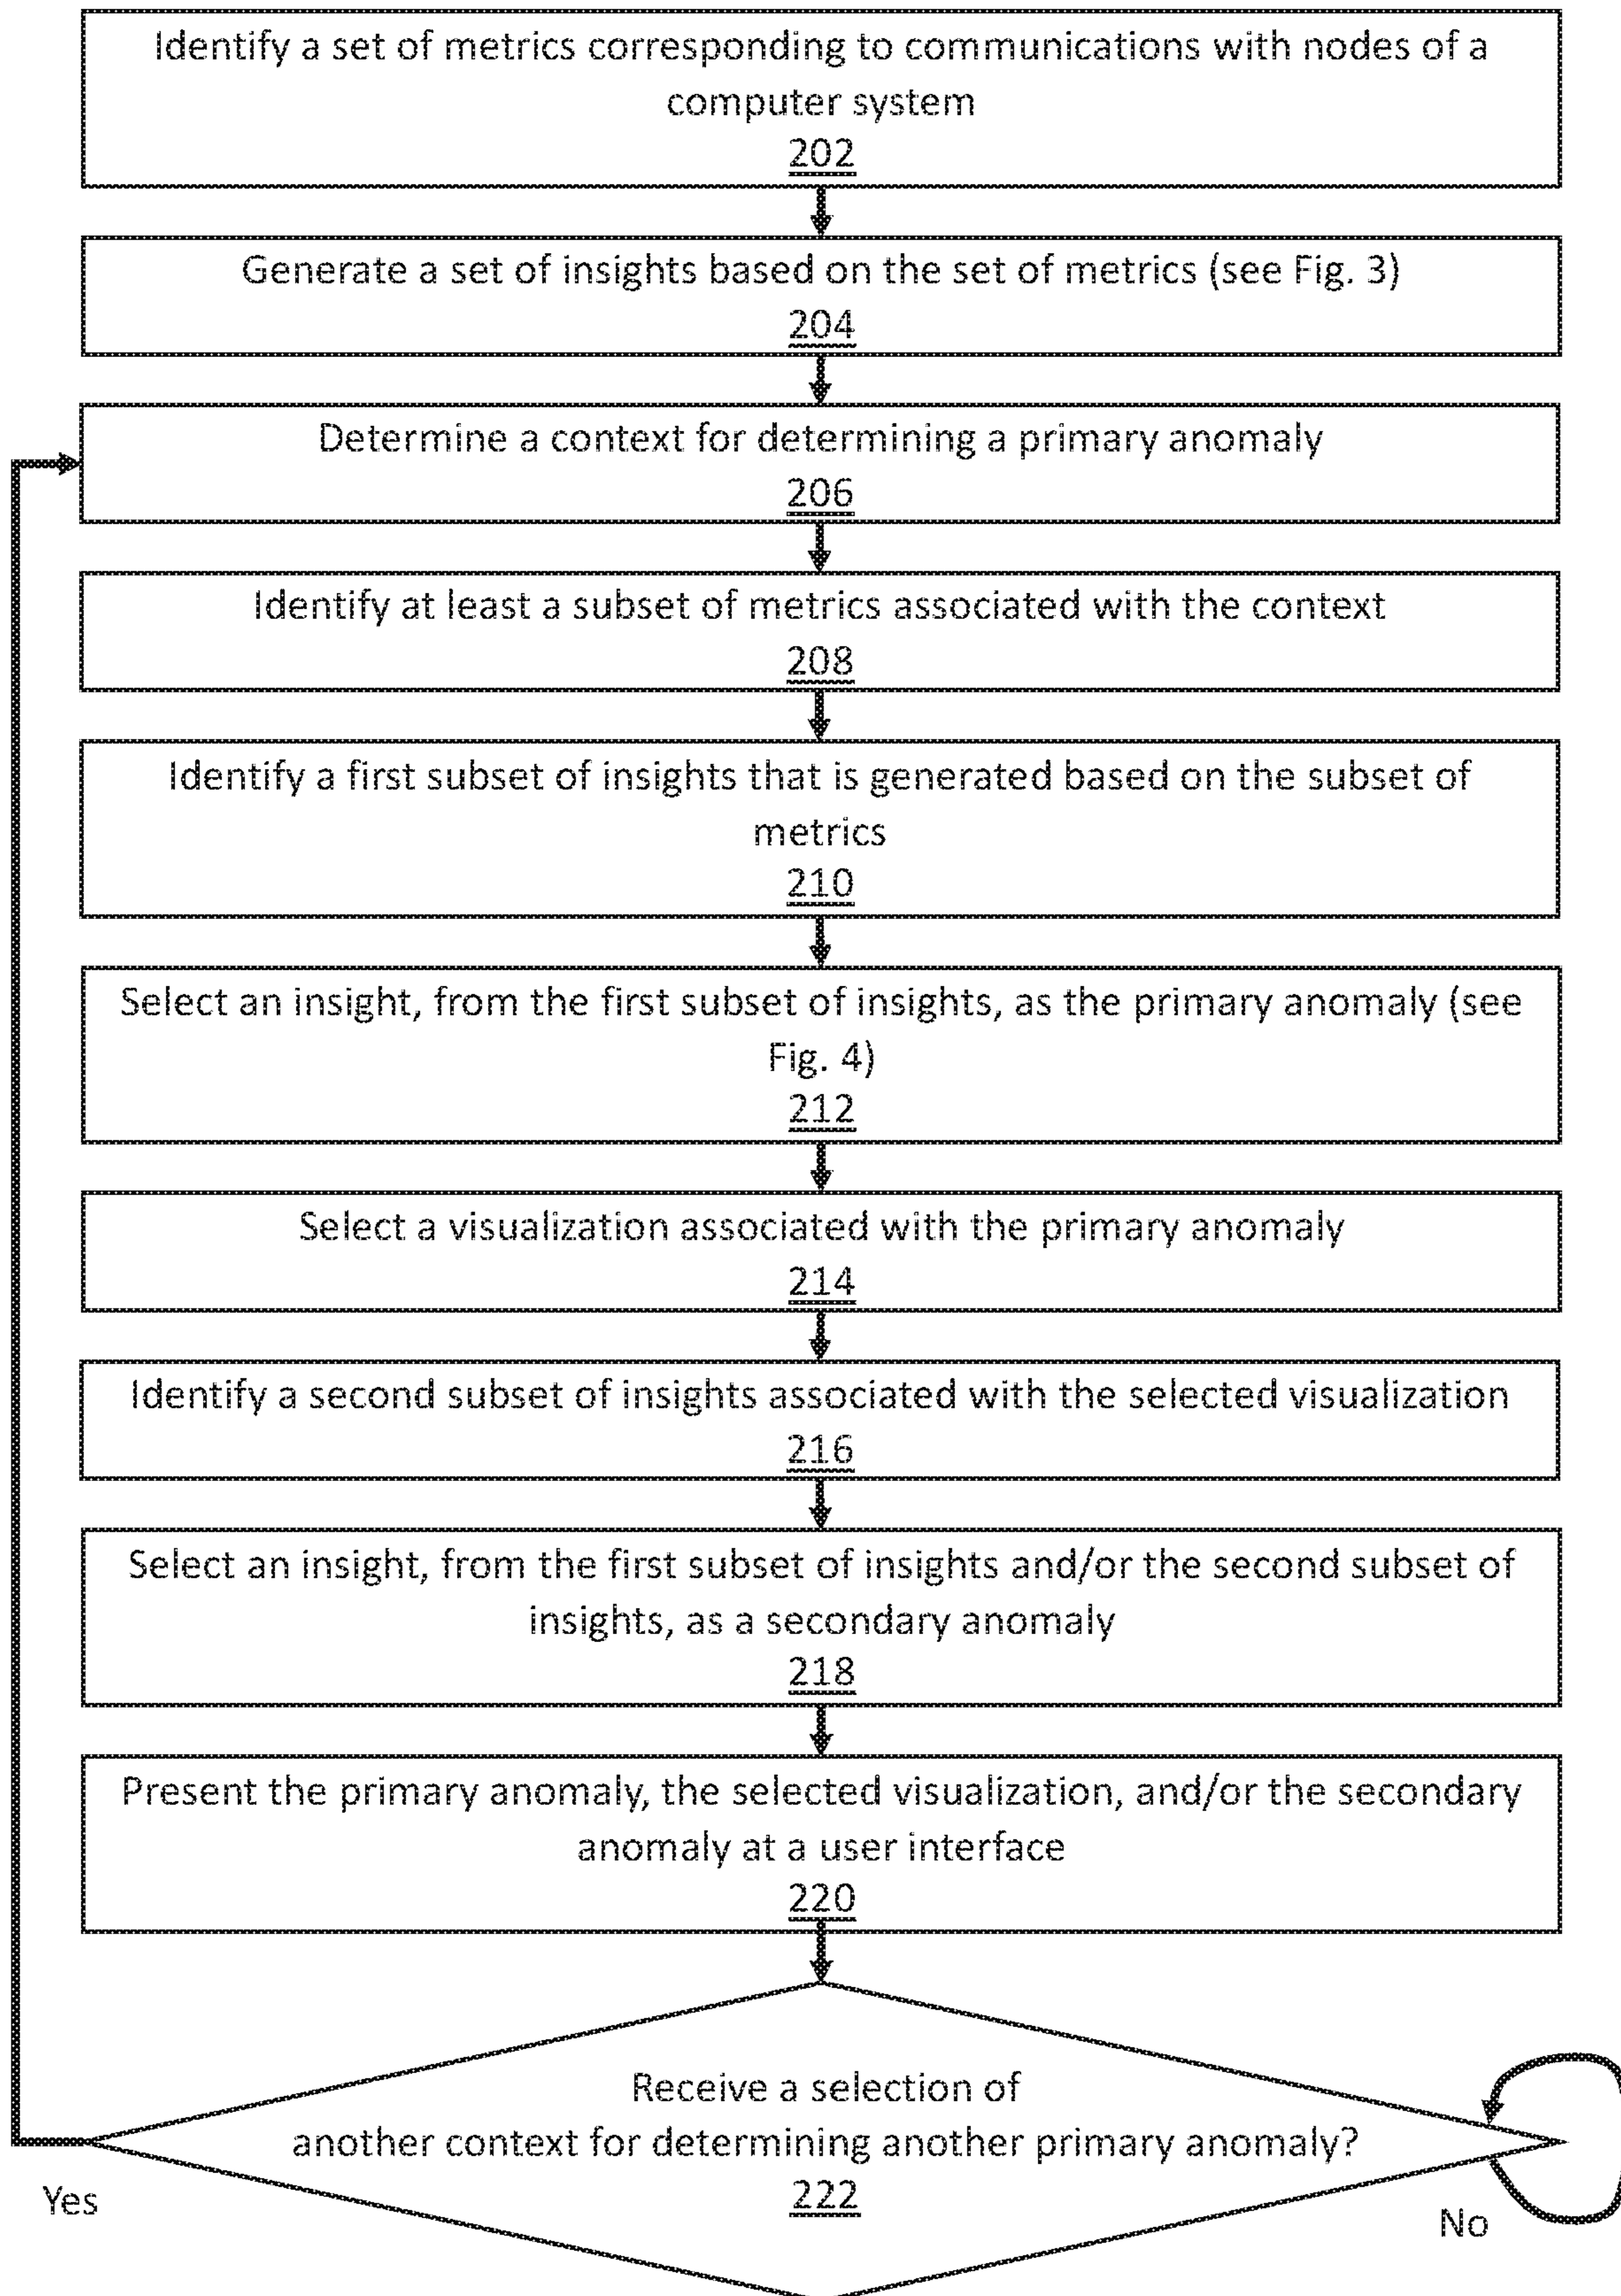 Identify a set of metrics corresponding to communications with nodes of a
computer system
202
Generate a set of insights based on the set of metrics (see Fig. 3)
204
Determine a context for determining a primary anomaly
206
Identify at least a subset of metrics associated with the context
208
Identify a first subset of insights that is generated based on the subset of
metrics
210
Select an insight, from the first subset of insights, as the primary anomaly (see
Fig. 4)
212
Select a visualization associated with the primary anomaly
214
Identify a second subset of insights associated with the selected visualization
216
Select an insight, from the first subset of insights and/or the second subset of
insights, as a secondary anomaly
218
Present the primary anomaly, the selected visualization, and/or the secondary
anomaly at a user interface
220
Receive a selection of
another context for determining another primary anomaly?
222
Yes
No